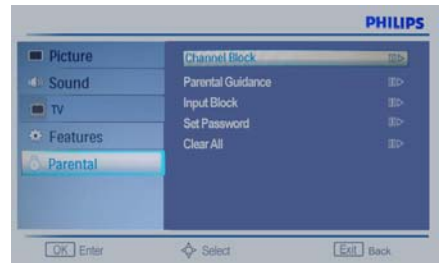 PHILIPS
Picture
Sound
TV
Features
Parental
Channel Block
Parental Guidance
Input Block
Set Password
Clear All
OK Enter
Select
Exit Back